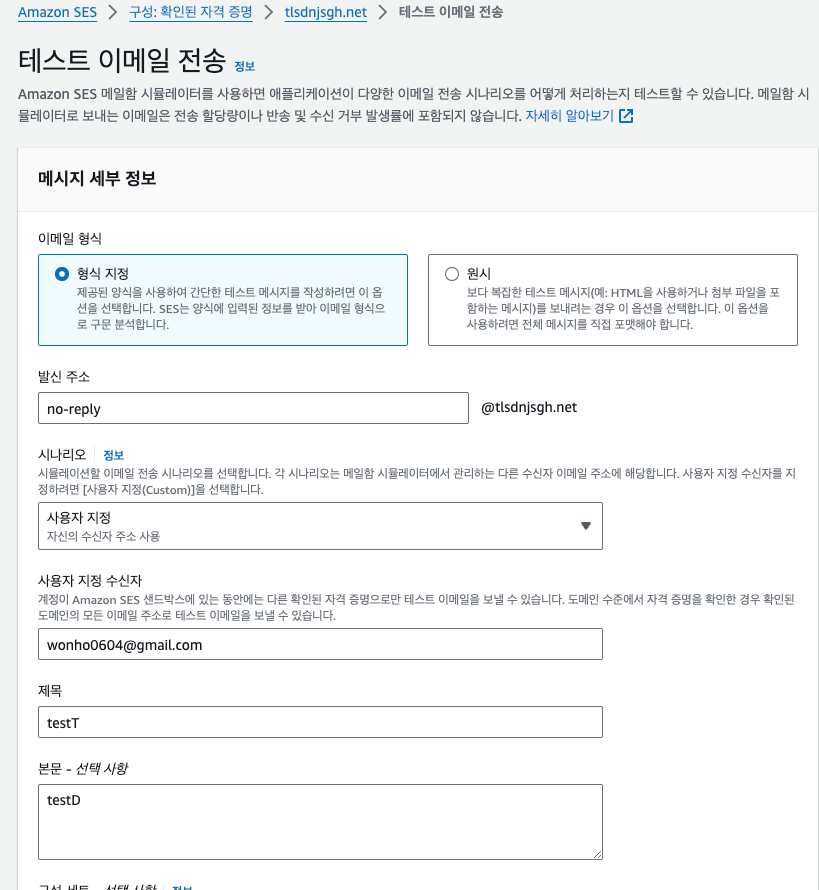 Amazon SES > 구성: 확인된 자격 증명 > tlsdnjsgh.net > 테스트 이메일 전송
테스트 이메일 전송 정보
Amazon SES 메일함 시뮬레이터를 사용하면 애플리케이션이 다양한 이메일 전송 시나리오를 어떻게 처리하는지 테스트할 수 있습니다. 메일함 시
뮬레이터로 보내는 이메일은 전송 할당량이나 반송 및 수신 거부 발생률에 포함되지 않습니다. 자세히 알아보기
메시지 세부 정보
이메일 형식
형식 지정
제공된 양식을 사용하여 간단한 테스트 메시지를 작성하려면 이 옵
션을 선택합니다. SES는 양식에 입력된 정보를 받아 이메일 형식으
로 구문 분석합니다.
원시
보다 복잡한 테스트 메시지(예: HTML을 사용하거나 첨부 파일을 포
함하는 메시지)를 보내려는 경우 이 옵션을 선택합니다. 이 옵션을
사용하려면 전체 메시지를 직접 포맷해야 합니다.
발신 주소
no-reply @tlsdnjsgh.net
시나리오 정보
시뮬레이션할 이메일 전송 시나리오를 선택합니다. 각 시나리오는 메일함 시뮬레이터에서 관리하는 다른 수신자 이메일 주소에 해당합니다. 사용자 지정 수신자를 지
정하려면 [사용자 지정(Custom)]을 선택합니다.
사용자 지정
자신의 수신자 주소 사용
사용자 지정 수신자
계정이 Amazon SES 샌드박스에 있는 동안에는 다른 확인된 자격 증명으로만 테스트 이메일을 보낼 수 있습니다. 도메인 수준에서 자격 증명을 확인한 경우 확인된
도메인의 모든 이메일 주소로 테스트 이메일을 보낼 수 있습니다.
wonho0604@gmail.com
제목
testT
본문 - 선택 사항
testD
구성 세트 - 선택 사항 정보